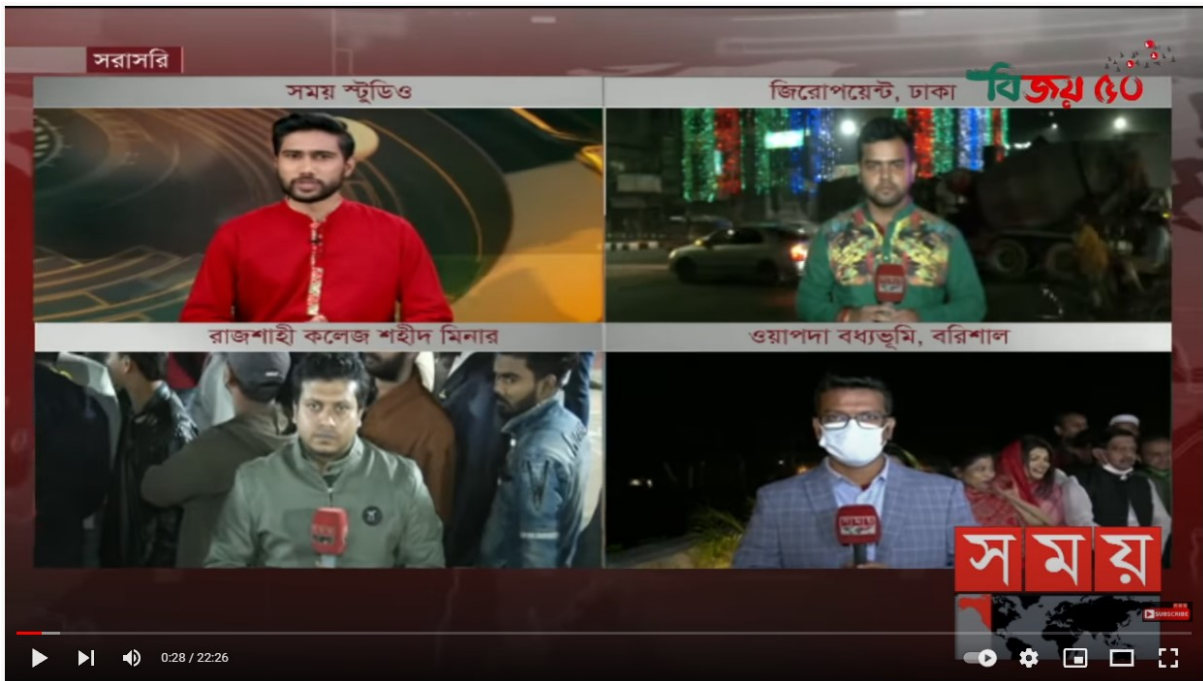 সরাসরি
সময় স্টুডিও
জিরোপয়েন্ট, ঢাকা
বিজয় ৫০
রাজশাহী কলেজ শহীদ মিনার
ওয়াপদা বধ্যভূমি, বরিশাল
সময়
SUBSCRIBE
0:28 / 22:26